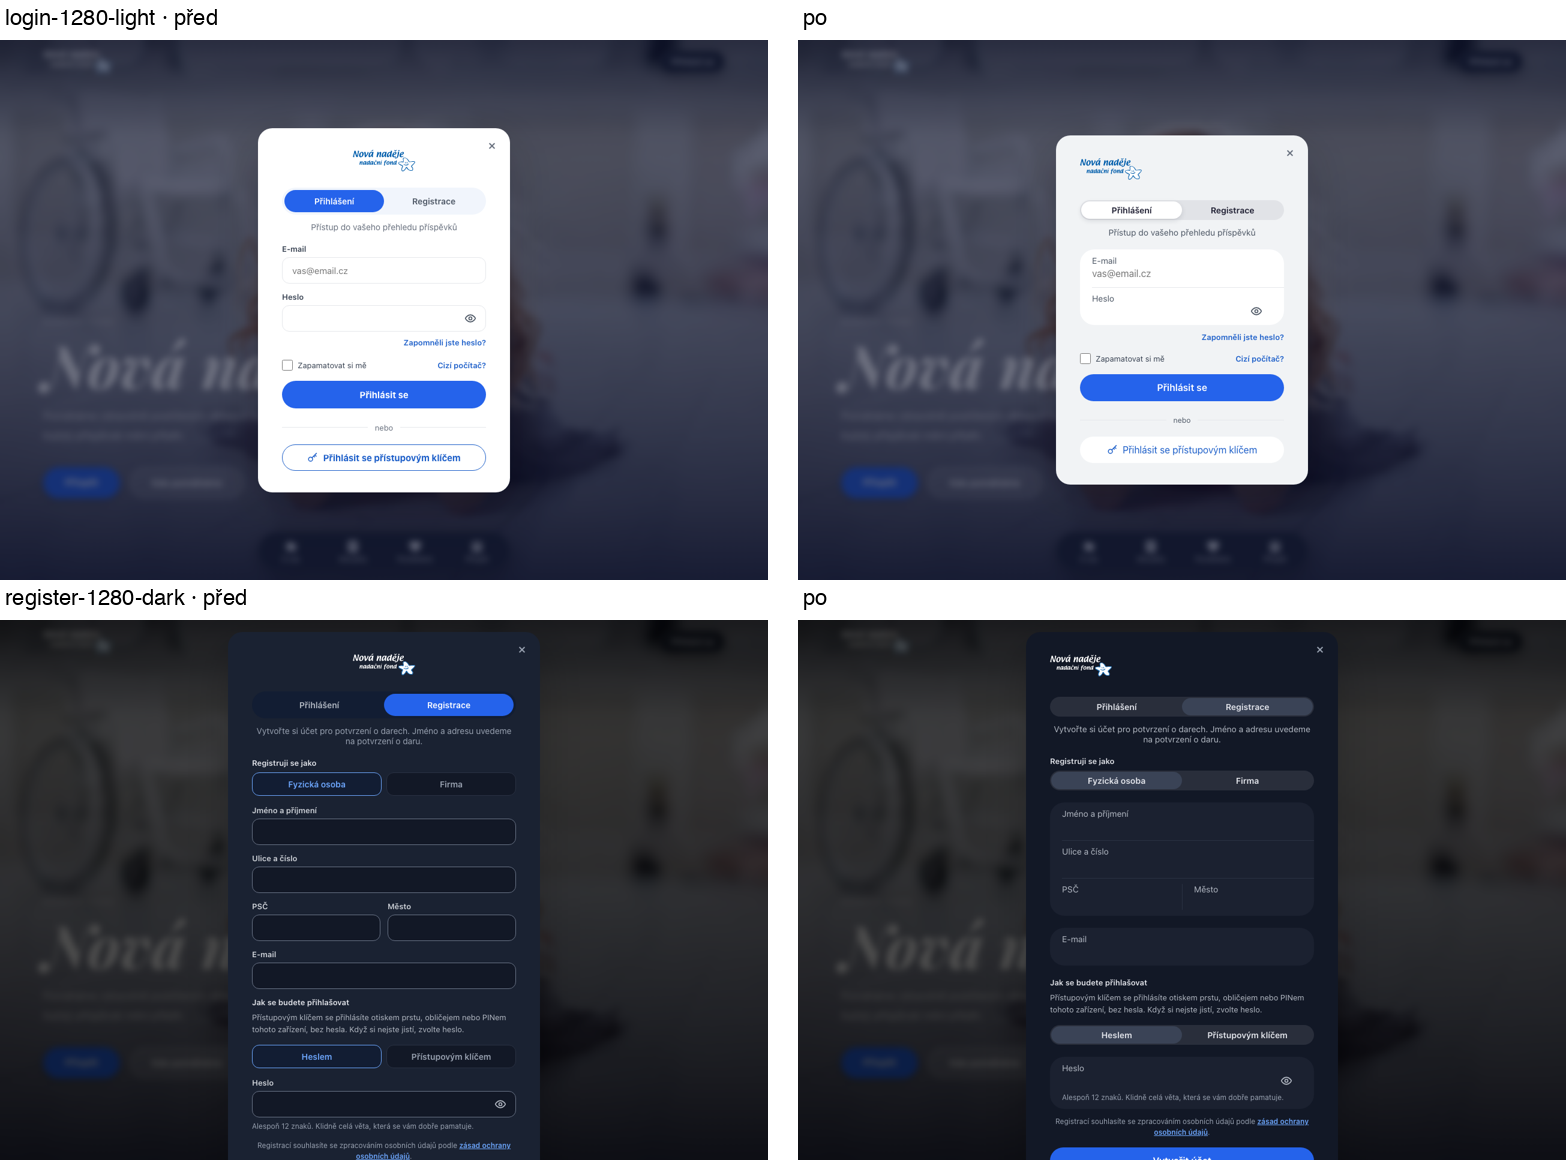 login-1280-light · před
po
Nová naděje
nadační fond
×
Přihlášení
Registrace
Přístup do vašeho přehledu příspěvků
E-mail
vas@email.cz
Heslo
Zapomněli jste heslo?
Zapamatovat si mě
Cizí počítač?
Přihlásit se
nebo
Přihlásit se přístupovým klíčem
Nová na
Nová naděje
nadační fond
×
Přihlášení
Registrace
Přístup do vašeho přehledu příspěvků
E-mail
vas@email.cz
Heslo
Zapomněli jste heslo?
Zapamatovat si mě
Cizí počítač?
Přihlásit se
nebo
Přihlásit se přístupovým klíčem
Nová na
register-1280-dark · před
po
Nová naděje
nadační fond
×
Přihlášení
Registrace
Vytvořte si účet pro potvrzení o darech. Jméno a adresu uvedeme
na potvrzení o daru.
Registruji se jako
Fyzická osoba
Firma
Jméno a příjmení
Ulice a číslo
PSČ
Město
E-mail
Jak se budete přihlašovat
Přístupovým klíčem se přihlásíte otiskem prstu, obličejem nebo PINem
tohoto zařízení, bez hesla. Když si nejste jistí, zvolte heslo.
Heslem
Přístupovým klíčem
Heslo
Alespoň 12 znaků. Klidně celá věta, která se vám dobře pamatuje.
Registrací souhlasíte se zpracováním osobních údajů podle zásad ochrany
osobních údajů.
Nová n
Nová naděje
nadační fond
×
Přihlášení
Registrace
Vytvořte si účet pro potvrzení o darech. Jméno a adresu uvedeme
na potvrzení o daru.
Registruji se jako
Fyzická osoba
Firma
Jméno a příjmení
Ulice a číslo
PSČ
Město
E-mail
Jak se budete přihlašovat
Přístupovým klíčem se přihlásíte otiskem prstu, obličejem nebo PINem
tohoto zařízení, bez hesla. Když si nejste jistí, zvolte heslo.
Heslem
Přístupovým klíčem
Heslo
Alespoň 12 znaků. Klidně celá věta, která se vám dobře pamatuje.
Registrací souhlasíte se zpracováním osobních údajů podle zásad ochrany
osobních údajů.
Vytvořit účet
Nová n